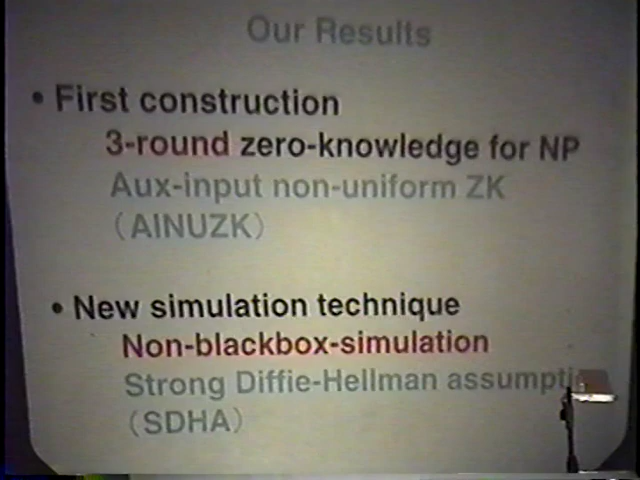 Our Results
• First construction
3-round zero-knowledge for NP
Aux-input non-uniform ZK
(AINUZK)
• New simulation technique
Non-blackbox-simulation
Strong Diffie-Hellman assumpti
(SDHA)